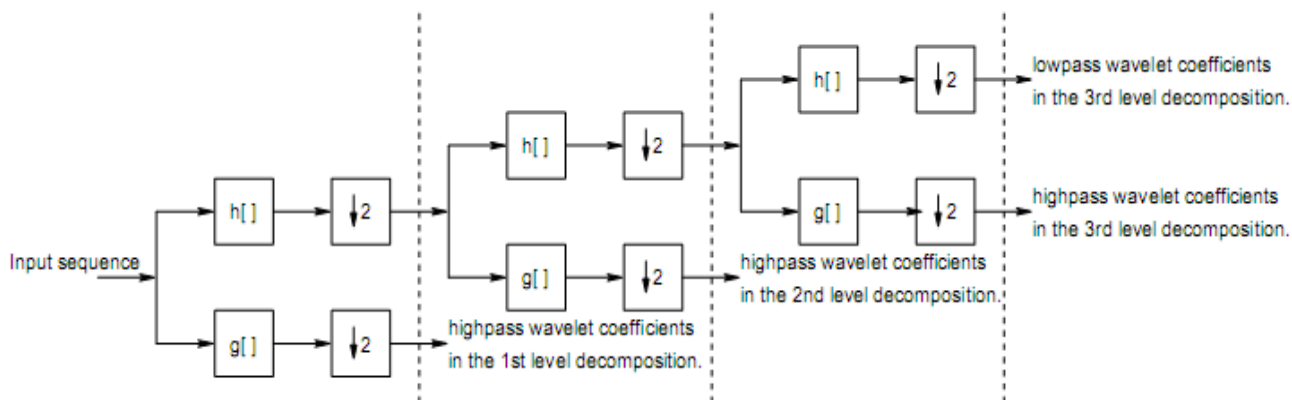 h[ ]
2
lowpass wavelet coefficients
in the 3rd level decomposition.
h[ ]
2
g[ ]
2
highpass wavelet coefficients
in the 3rd level decomposition.
h[ ]
2
Input sequence
g[ ]
2
highpass wavelet coefficients
in the 2nd level decomposition.
g[ ]
2
highpass wavelet coefficients
in the 1st level decomposition.